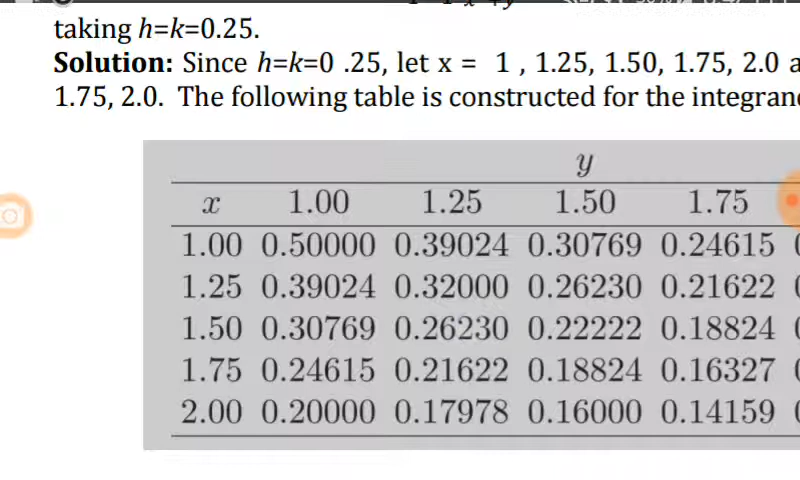 taking h=k=0.25.
Solution: Since h=k=0 .25, let x = 1 , 1.25, 1.50, 1.75, 2.0
1.75, 2.0. The following table is constructed for the
y
x 1.00 1.25 1.50 1.75
1.00 0.50000 0.39024 0.30769 0.24615
1.25 0.39024 0.32000 0.26230 0.21622
1.50 0.30769 0.26230 0.22222 0.18824
1.75 0.24615 0.21622 0.18824 0.16327
2.00 0.20000 0.17978 0.16000 0.14159